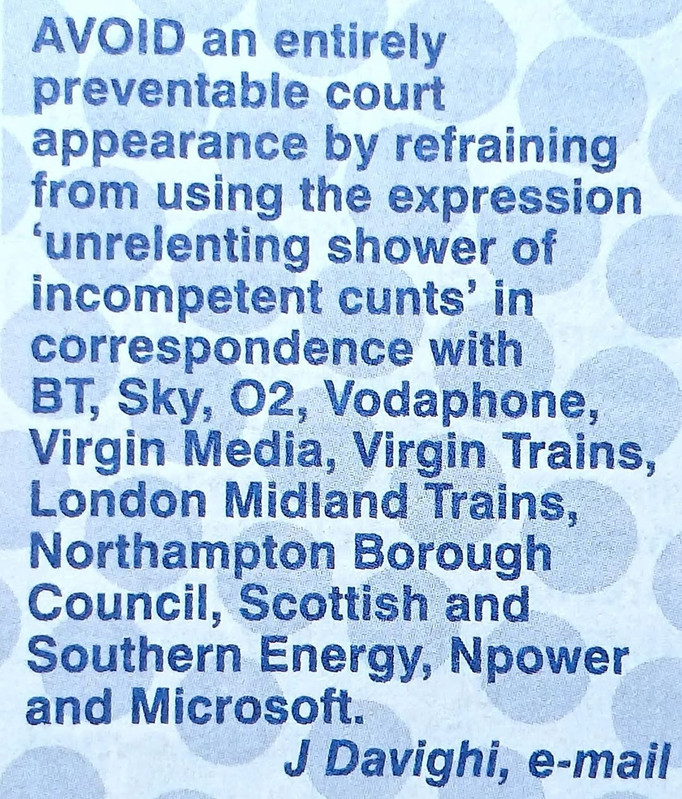 AVOID an entirely
preventable court
appearance by refraining
from using the expression
‘unrelenting shower of
incompetent cunts’ in
correspondence with
BT, Sky, O2, Vodaphone,
Virgin Media, Virgin Trains,
London Midland Trains,
Northampton Borough
Council, Scottish and
Southern Energy, Npower
and Microsoft.
J Davighi, e-mail